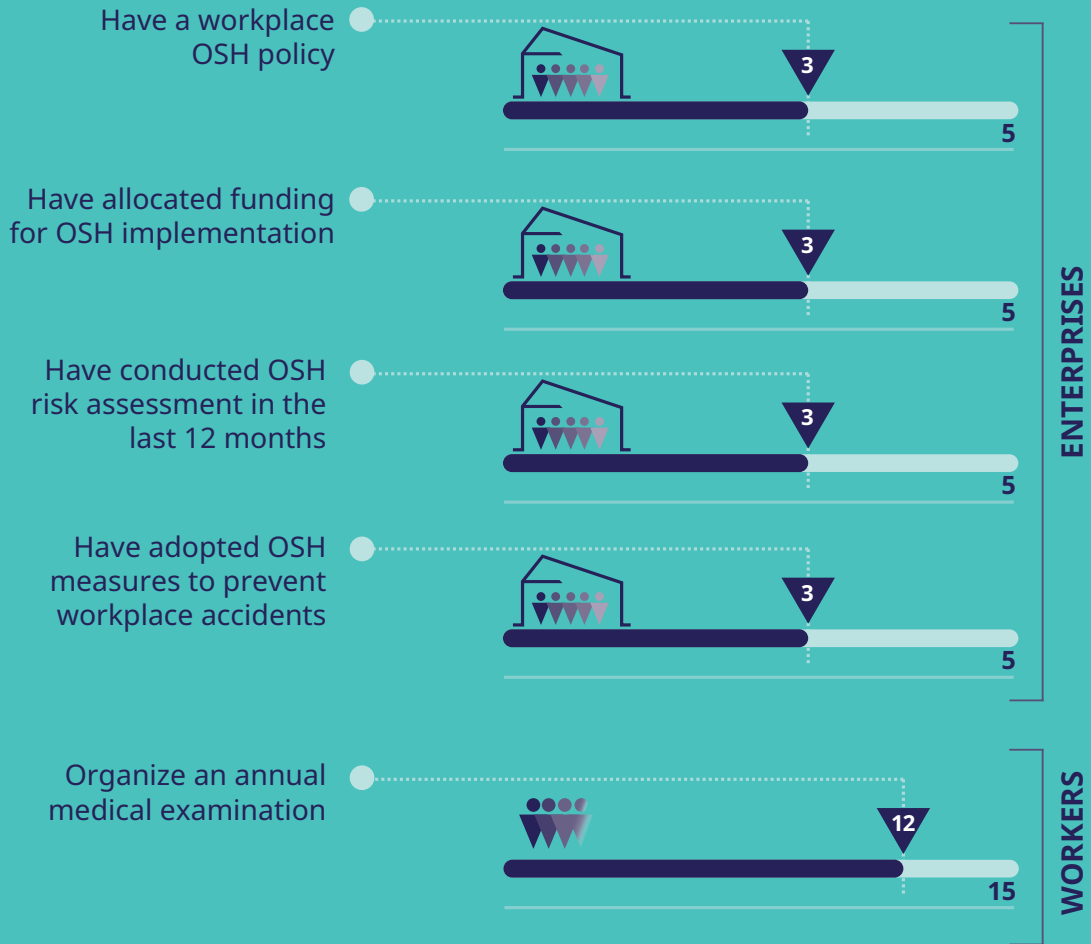 Have a workplace
OSH policy
3
5
Have allocated funding
for OSH implementation
3
5
Have conducted OSH
risk assessment in the
last 12 months
3
5
Have adopted OSH
measures to prevent
workplace accidents
3
5
ENTERPRISES
Organize an annual
medical examination
12
15
WORKERS